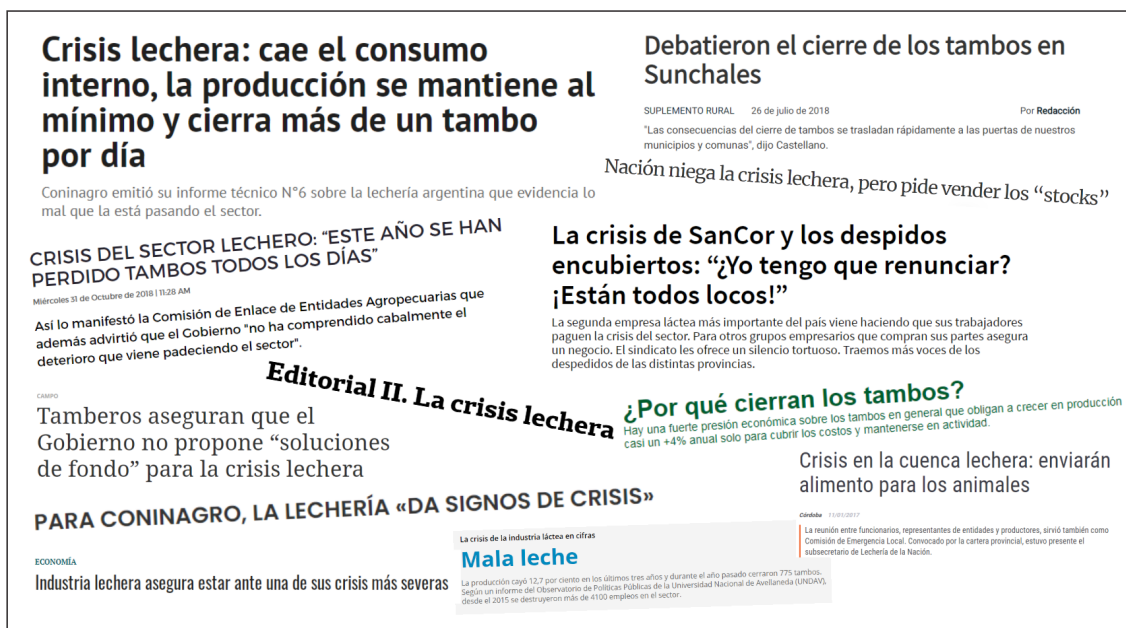 Crisis lechera: cae el consumo
interno, la producción se mantiene al
mínimo y cierra más de un tambo
por día
Coninagro emitió su informe técnico N°6 sobre la lechería argentina que evidencia lo
mal que la está pasando el sector.
Debatieron el cierre de los tambos en
Sunchales
SUPLEMENTO RURAL 26 de julio de 2018 Por Redacción
"Las consecuencias del cierre de tambos se trasladan rápidamente a las puertas de nuestros
municipios y comunas", dijo Castellano.
Nación niega la crisis lechera, pero pide vender los “stocks”
CRISIS DEL SECTOR LECHERO: “ESTE AÑO SE HAN
PERDIDO TAMBOS TODOS LOS DÍAS”
Miércoles 31 de Octubre de 2018 | 11:28 AM
Así lo manifestó la Comisión de Enlace de Entidades Agropecuarias que
además advirtió que el Gobierno "no ha comprendido cabalmente el
deterioro que viene padeciendo el sector".
La crisis de SanCor y los despidos
encubiertos: “¿Yo tengo que renunciar?
¡Están todos locos!”
La segunda empresa láctea más importante del país viene haciendo que sus trabajadores
paguen la crisis del sector. Para otros grupos empresarios que compran sus partes asegura
un negocio. El sindicato les ofrece un silencio tortuoso. Traemos más voces de los
despedidos de las distintas provincias.
Editorial II. La crisis lechera
¿Por qué cierran los tambos?
Hay una fuerte presión económica sobre los tambos en general que obligan a crecer en producción
casi un +4% anual solo para cubrir los costos y mantenerse en actividad.
CAMPO
Tamberos aseguran que el
Gobierno no propone “soluciones
de fondo” para la crisis lechera
Crisis en la cuenca lechera: enviarán
alimento para los animales
Córdoba 11/01/2017
La reunión entre funcionarios, representantes de entidades y productores, sirvió también como
Comisión de Emergencia Local. Convocado por la cartera provincial, estuvo presente el
subsecretario de Lechería de la Nación.
PARA CONINAGRO, LA LECHERÍA «DA SIGNOS DE CRISIS»
ECONOMÍA
Industria lechera asegura estar ante una de sus crisis más severas
La crisis de la industria láctea en cifras
Mala leche
La producción cayó 12,7 por ciento en los últimos tres años y durante el año pasado cerraron 775 tambos.
Según un informe del Observatorio de Políticas Públicas de la Universidad Nacional de Avellaneda (UNDAV),
desde el 2015 se destruyeron más de 4100 empleos en el sector.